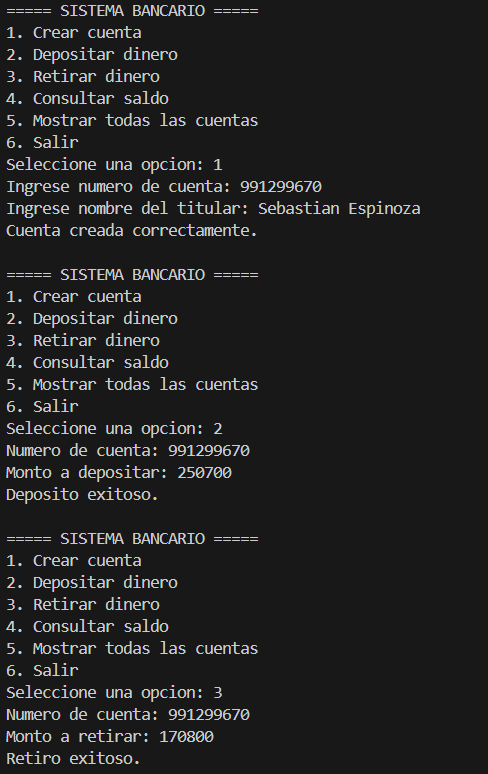 ===== SISTEMA BANCARIO =====
1. Crear cuenta
2. Depositar dinero
3. Retirar dinero
4. Consultar saldo
5. Mostrar todas las cuentas
6. Salir
Seleccione una opcion: 1
Ingrese numero de cuenta: 991299670
Ingrese nombre del titular: Sebastian Espinoza
Cuenta creada correctamente.

===== SISTEMA BANCARIO =====
1. Crear cuenta
2. Depositar dinero
3. Retirar dinero
4. Consultar saldo
5. Mostrar todas las cuentas
6. Salir
Seleccione una opcion: 2
Numero de cuenta: 991299670
Monto a depositar: 250700
Deposito exitoso.

===== SISTEMA BANCARIO =====
1. Crear cuenta
2. Depositar dinero
3. Retirar dinero
4. Consultar saldo
5. Mostrar todas las cuentas
6. Salir
Seleccione una opcion: 3
Numero de cuenta: 991299670
Monto a retirar: 170800
Retiro exitoso.